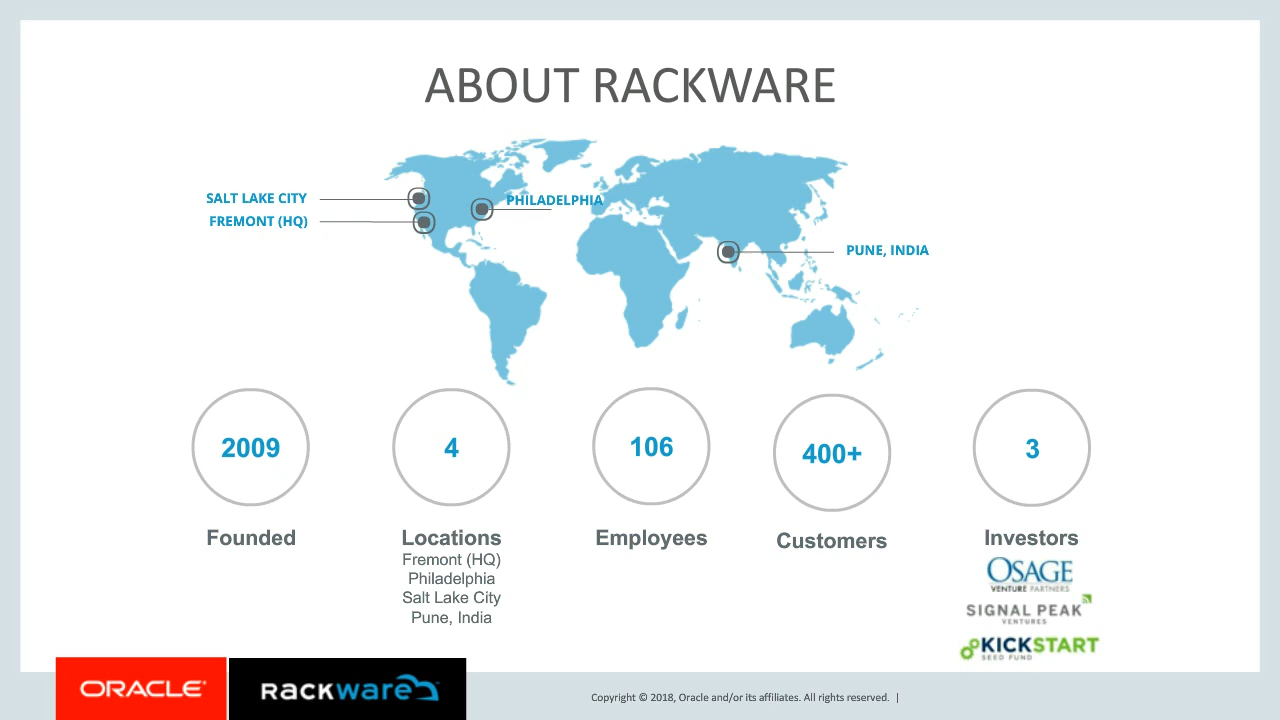 ABOUT RACKWARE
SALT LAKE CITY
PHILADELPHIA
FREMONT (HQ)
PUNE, INDIA
2009
4
106
400+
3
Founded
Locations
Employees
Customers
Investors
Fremont (HQ)
Philadelphia
Salt Lake City
Pune, India
OSAGE
VENTURE PARTNERS
SIGNAL PEAK
VENTURES
KICKSTART
SEED FUND
ORACLE
Rackware
Copyright © 2018, Oracle and/or its affiliates. All rights reserved. |